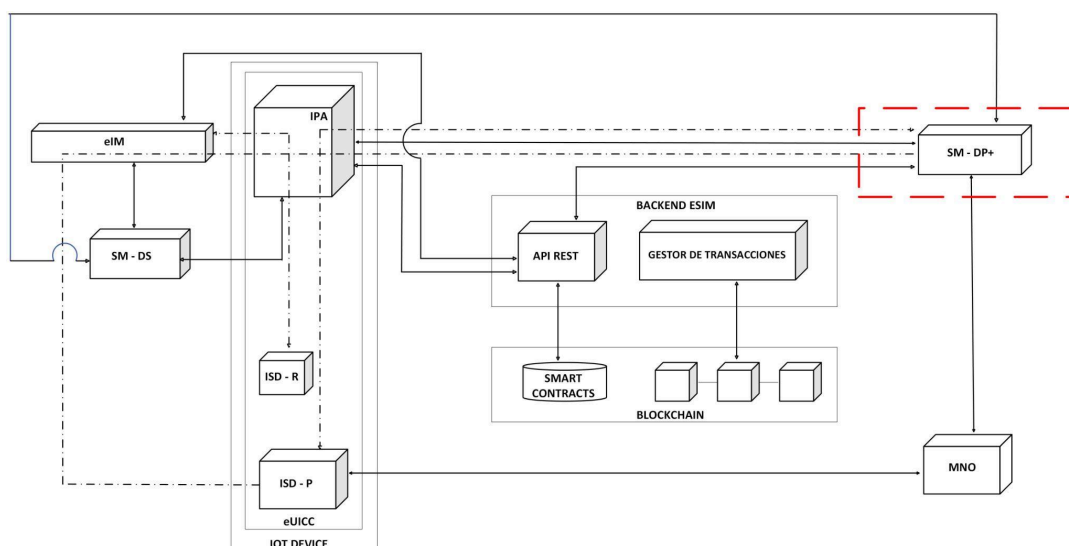 IPA
eIM
SM - DP+
BACKEND ESIM
SM - DS
API REST
GESTOR DE TRANSACCIONES
ISD - R
SMART
CONTRACTS
BLOCKCHAIN
ISD - P
MNO
eUICC
IOT DEVICE